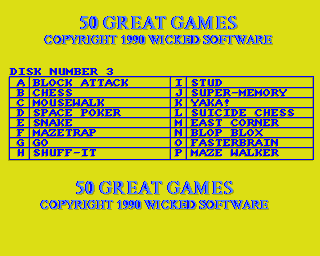 50 GREAT GAMES
COPYRIGHT 1990 WICKED SOFTWARE
DISK NUMBER 3
A BLOCK ATTACK I STUD
B CHESS J SUPER-MEMORY
C MOUSEWALK K YAKA!
D SPACE POKER L SUICIDE CHESS
E SNAKE M EAST CORNER
F MAZETRAP N BLOP BLOX
G GO O FASTERBRAIN
H SHUFF-IT P MAZE WALKER
50 GREAT GAMES
COPYRIGHT 1990 WICKED SOFTWARE